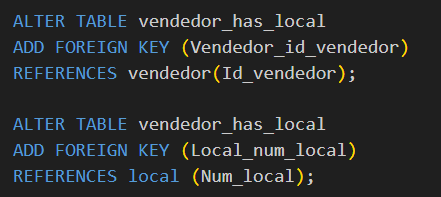 ALTER TABLE vendedor_has_local
ADD FOREIGN KEY (Vendedor_id_vendedor)
REFERENCES vendedor(Id_vendedor);
ALTER TABLE vendedor_has_local
ADD FOREIGN KEY (Local_num_local)
REFERENCES local (Num_local);